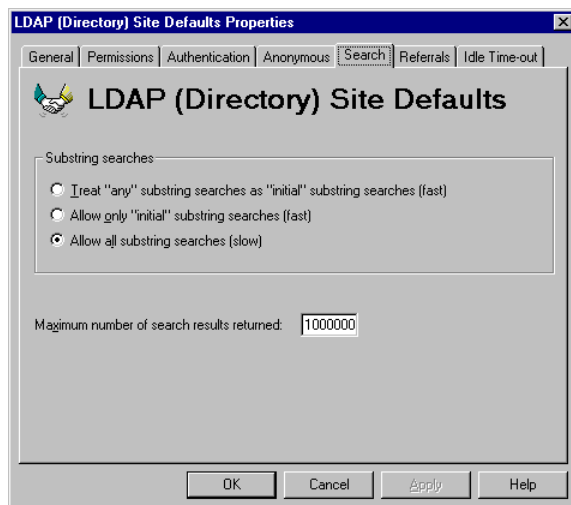 LDAP (Directory) Site Defaults Properties
General Permissions Authentication Anonymous Search Referrals Idle Time-out
LDAP (Directory) Site Defaults
Substring searches
Treat "any" substring searches as "initial" substring searches (fast)
Allow only "initial" substring searches (fast)
Allow all substring searches (slow)
Maximum number of search results returned: 1000000
OK Cancel Apply Help